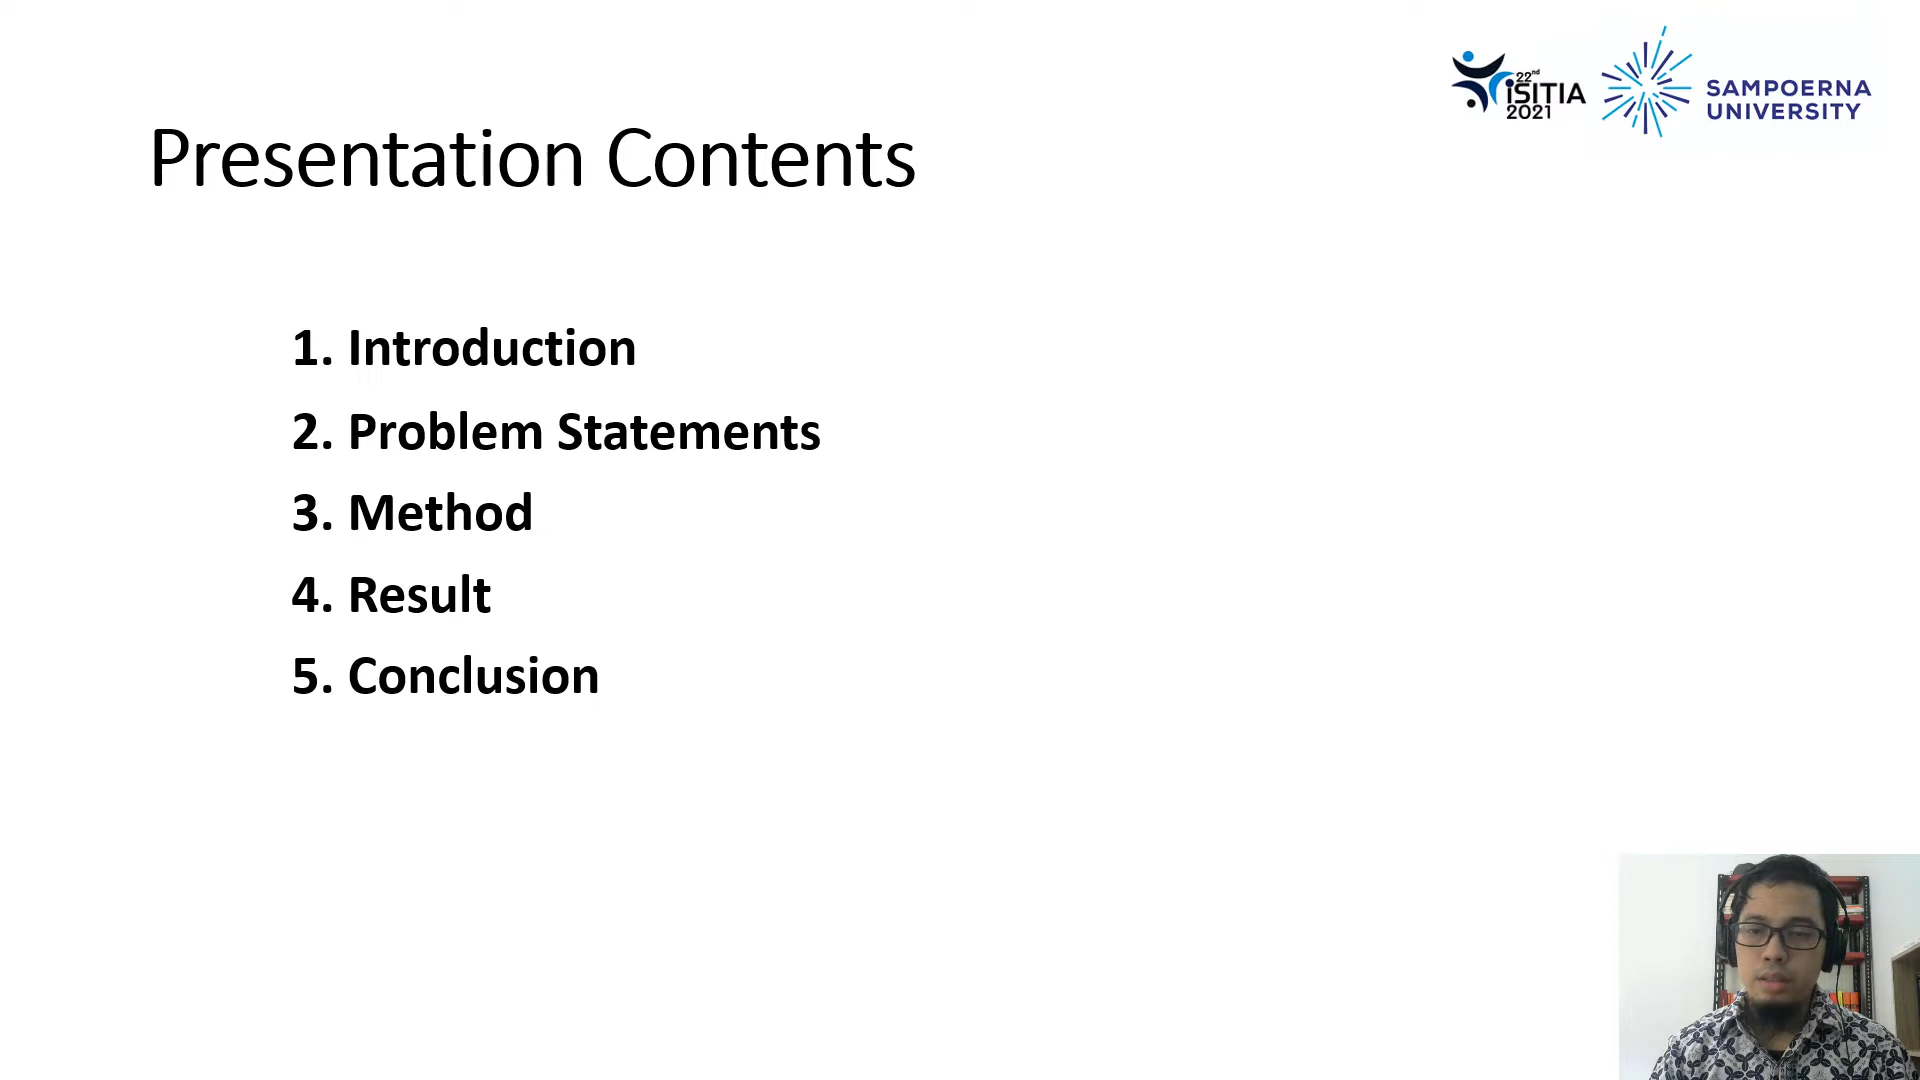 22nd
iSITIA
2021
SAMPOERNA
UNIVERSITY
Presentation Contents
1. Introduction
2. Problem Statements
3. Method
4. Result
5. Conclusion